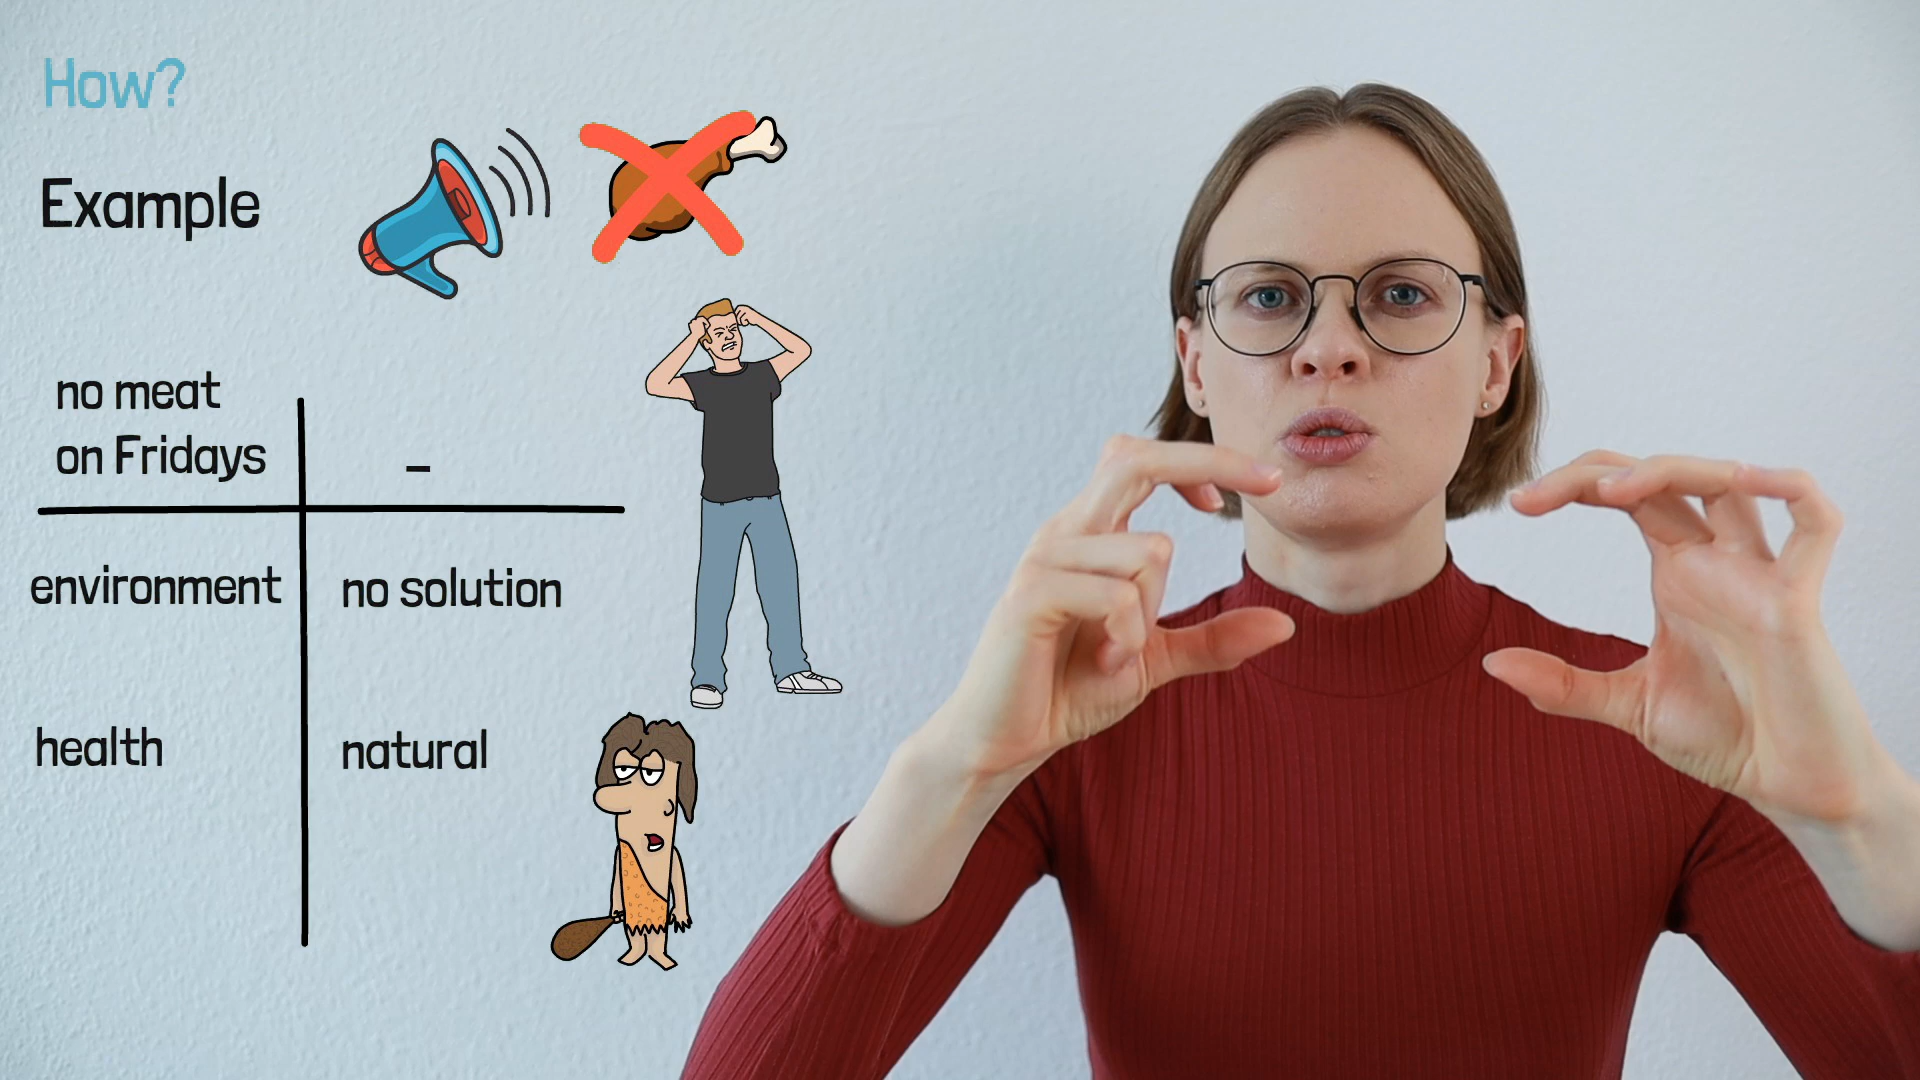 How?
Example
no meat
on Fridays
–
environment
no solution
health
natural